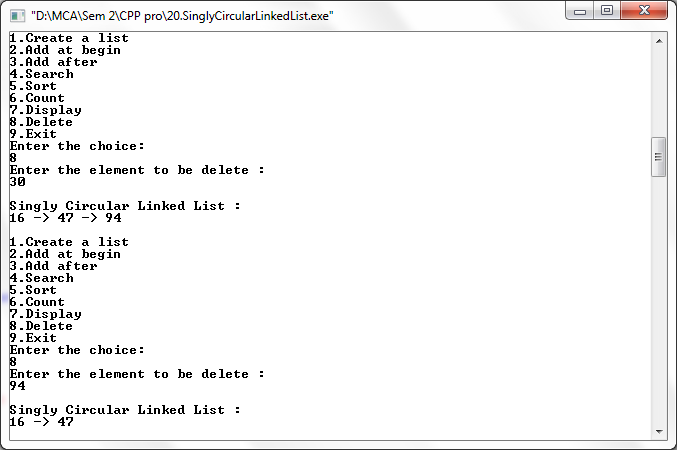 "D:\MCA\Sem 2\CPP pro\20.SinglyCircularLinkedList.exe"
1.Create a list
2.Add at begin
3.Add after
4.Search
5.Sort
6.Count
7.Display
8.Delete
9.Exit
Enter the choice:
8
Enter the element to be delete :
30
Singly Circular Linked List :
16 -> 47 -> 94
1.Create a list
2.Add at begin
3.Add after
4.Search
5.Sort
6.Count
7.Display
8.Delete
9.Exit
Enter the choice:
8
Enter the element to be delete :
94
Singly Circular Linked List :
16 -> 47